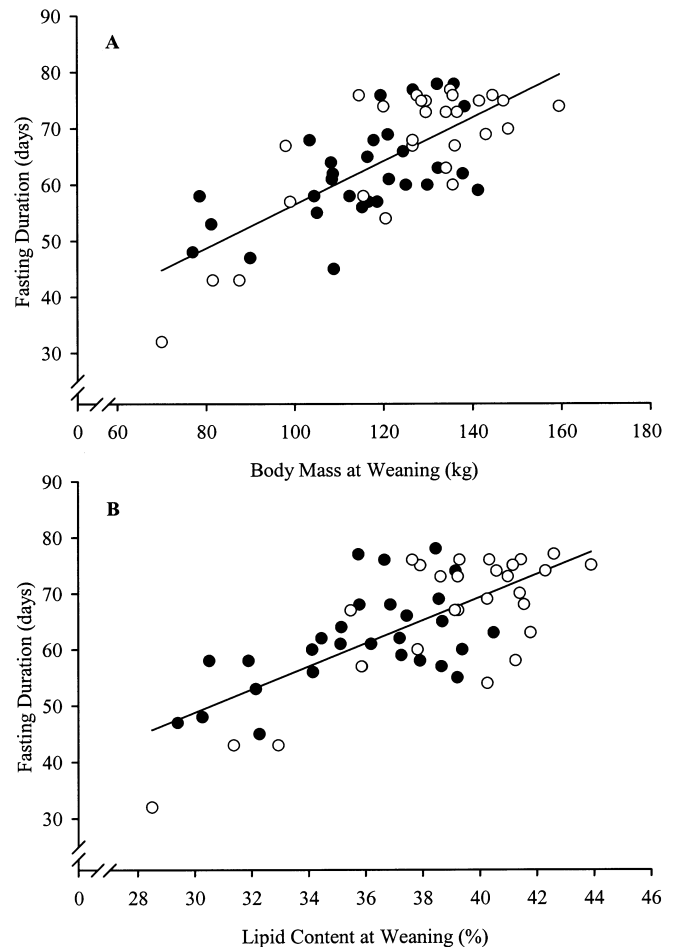 90
A
80
70
60
50
40
30
Fasting Duration (days)
0 60 80 100 120 140 160 180
Body Mass at Weaning (kg)
90
B
80
70
60
50
40
30
Fasting Duration (days)
0 28 30 32 34 36 38 40 42 44 46
Lipid Content at Weaning (%)